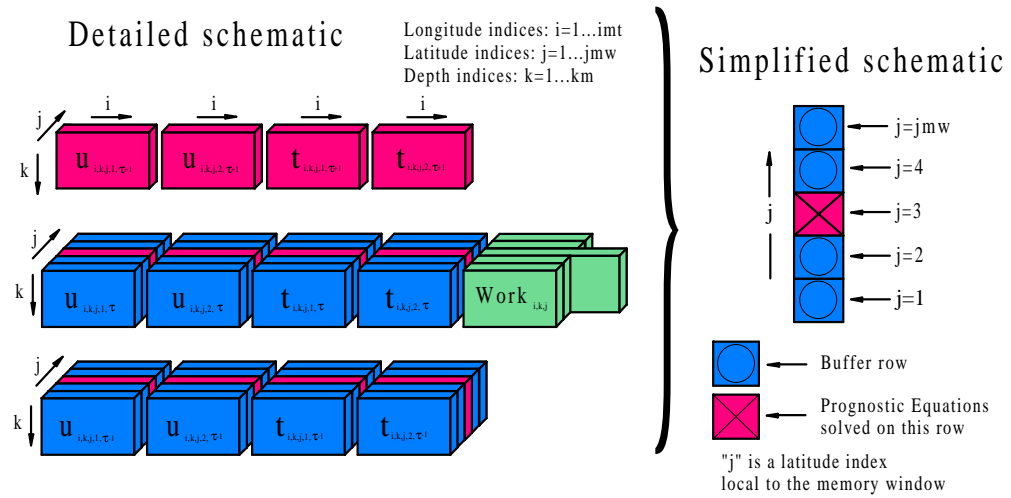 Detailed schematic
Longitude indices: i=1...imt
Latitude indices: j=1...jmw
Depth indices: k=1...km
Simplified schematic
j
i
i
i
i
k
u i,k,j,1,τ+1
u i,k,j,2,τ+1
t i,k,j,1,τ+1
t i,k,j,2,τ+1
j
k
u i,k,j,1,τ
u i,k,j,2,τ
t i,k,j,1,τ
t i,k,j,2,τ
Work i,k,j
j
k
u i,k,j,1,τ-1
u i,k,j,2,τ-1
t i,k,j,1,τ-1
t i,k,j,2,τ-1
j
j=jmw
j=4
j=3
j=2
j=1
Buffer row
Prognostic Equations
solved on this row
"j" is a latitude index
local to the memory window